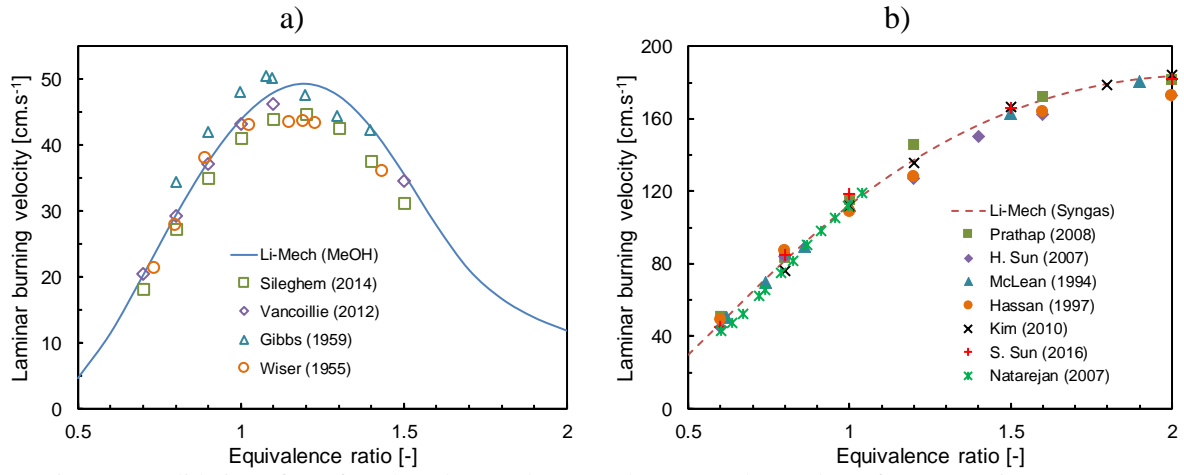 a)
Laminar burning velocity [cm.s-1]
60
50
40
30
20
10
0
0.5
1
1.5
2
Equivalence ratio [-]
Li-Mech (MeOH)
Sileghem (2014)
Vancoillie (2012)
Gibbs (1959)
Wiser (1955)
b)
Laminar burning velocity [cm.s-1]
200
160
120
80
40
0
0.5
1
1.5
2
Equivalence ratio [-]
Li-Mech (Syngas)
Prathap (2008)
H. Sun (2007)
McLean (1994)
Hassan (1997)
Kim (2010)
S. Sun (2016)
Natarejan (2007)